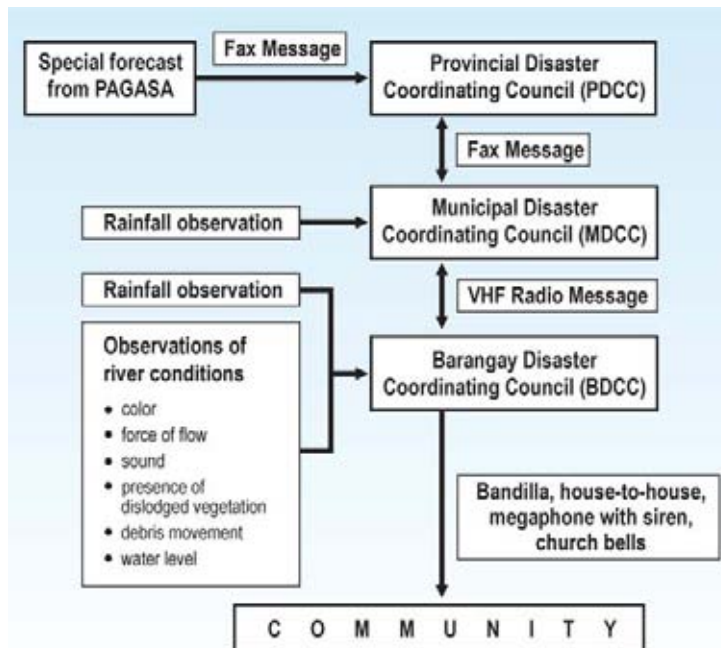 Fax Message
Special forecast
from PAGASA
Provincial Disaster
Coordinating Council (PDCC)
Fax Message
Rainfall observation
Municipal Disaster
Coordinating Council (MDCC)
Rainfall observation
VHF Radio Message
Observations of
river conditions
• color
• force of flow
• sound
• presence of
dislodged vegetation
• debris movement
• water level
Barangay Disaster
Coordinating Council (BDCC)
Bandilla, house-to-house,
megaphone with siren,
church bells
C O M M U N I T Y